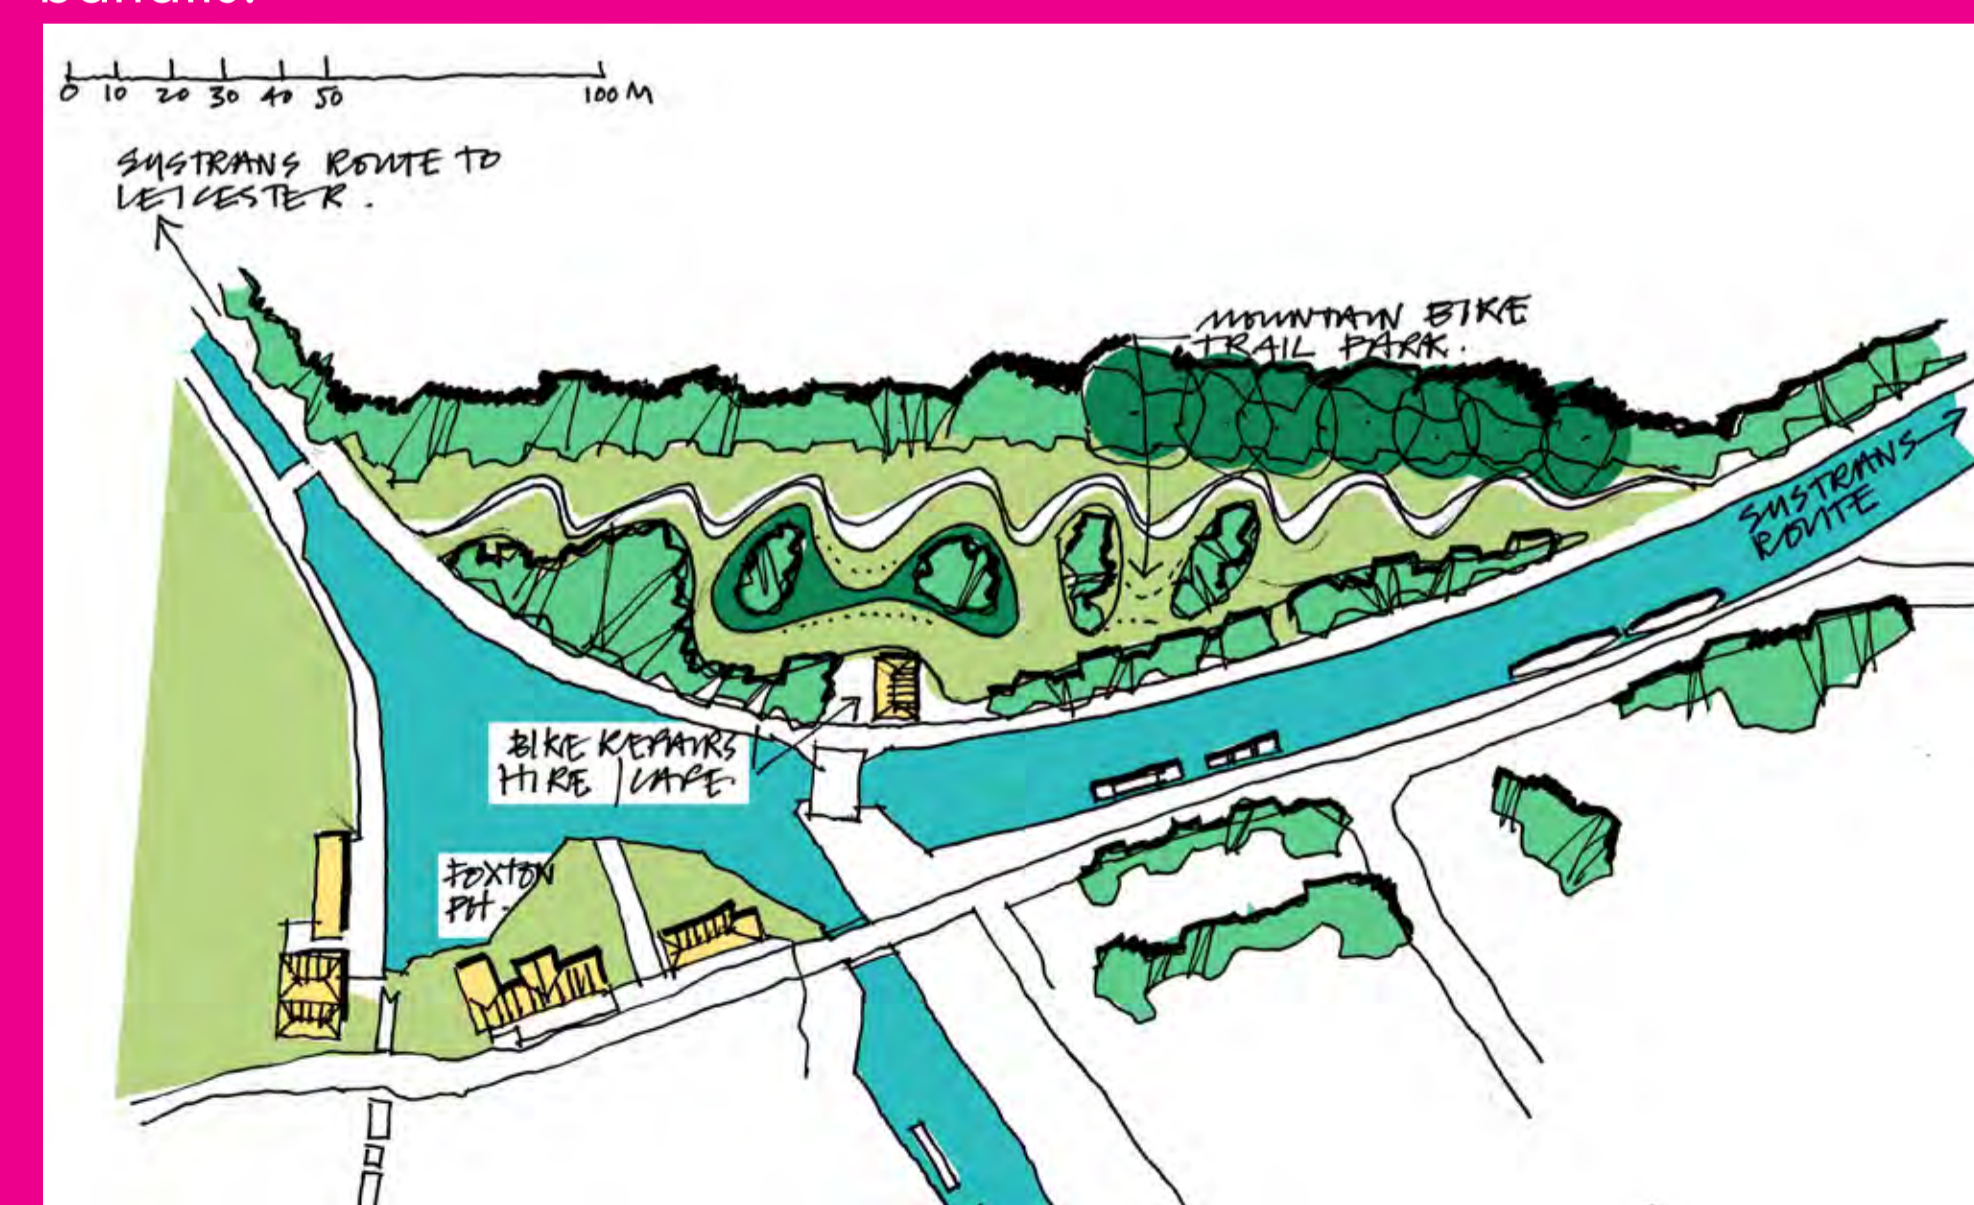 0 10 20 30 40 50 100 M
SUSTRANS ROUTE TO
LEICESTER.
MOUNTAIN BIKE
TRAIL PARK.
SUSTRANS
ROUTE
BIKE REPAIRS
HIRE / CAFE
FOXTON
PH.